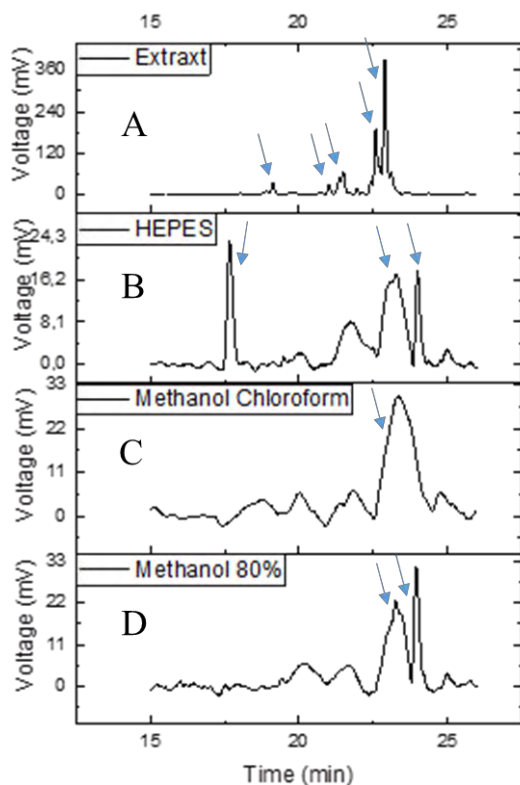 15 20 25
Extraxt
A
360
240
120
0
Voltage (mV)
HEPES
B
24,3
16,2
8,1
0,0
Voltage (mV)
Methanol Chloroform
C
33
22
11
0
Voltage (mV)
Methanol 80%
D
33
22
11
0
Voltage (mV)
15 20 25
Time (min)